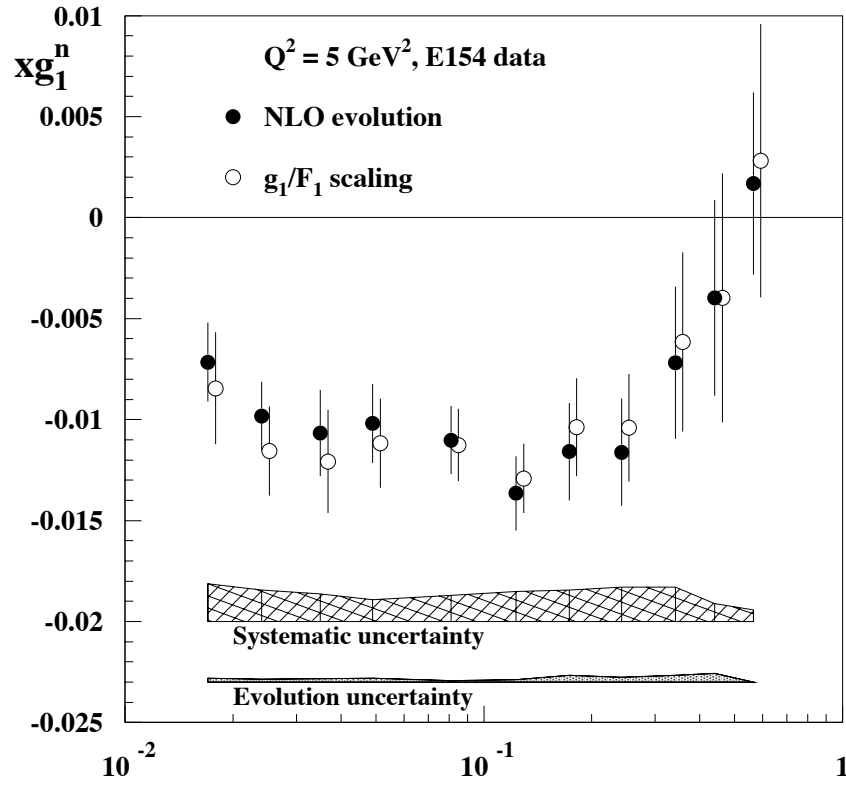 0.01
xg₁ⁿ
Q² = 5 GeV², E154 data
0.005
NLO evolution
g₁/F₁ scaling
0
-0.005
-0.01
-0.015
-0.02
Systematic uncertainty
Evolution uncertainty
-0.025
10⁻² 10⁻¹ 1